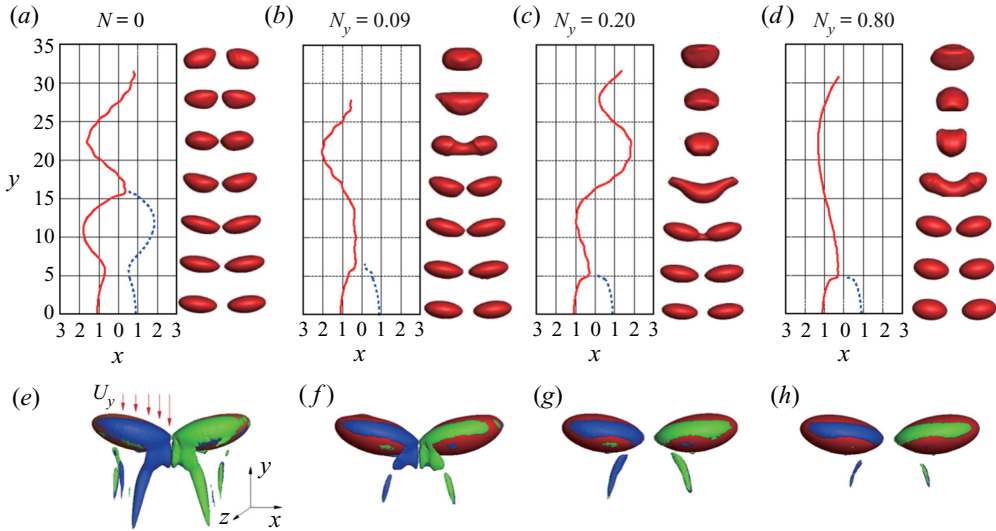 (a) N = 0
(b) N_y = 0.09
(c) N_y = 0.20
(d) N_y = 0.80
35
30
25
20
y
15
10
5
0
3 2 1 0 1 2 3
3 2 1 0 1 2 3
3 2 1 0 1 2 3
3 2 1 0 1 2 3
x
x
x
x
(e)
(f)
(g)
(h)
U_y
y
z
x